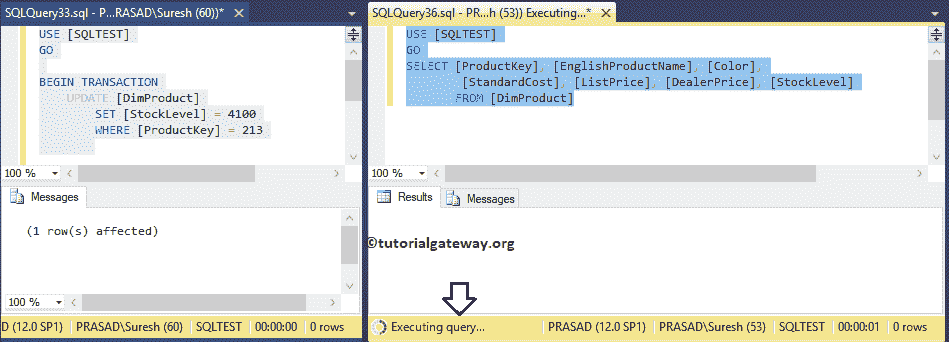 SQLQuery33.sql - P...RASAD\Suresh (60))*
USE [SQLTEST]
GO
BEGIN TRANSACTION
UPDATE [DimProduct]
SET [StockLevel] = 4100
WHERE [ProductKey] = 213
100 %
Messages
(1 row(s) affected)
100 %
D (12.0 SP1) PRASAD\Suresh (60) SQLTEST 00:00:00 0 rows
SQLQuery36.sql - PR...h (53)) Executing...*
USE [SQLTEST]
GO
SELECT [ProductKey], [EnglishProductName], [Color],
[StandardCost], [ListPrice], [DealerPrice], [StockLevel]
FROM [DimProduct]
100 %
Results Messages
©tutorialgateway.org
Executing query... PRASAD (12.0 SP1) PRASAD\Suresh (53) SQLTEST 00:00:01 0 rows